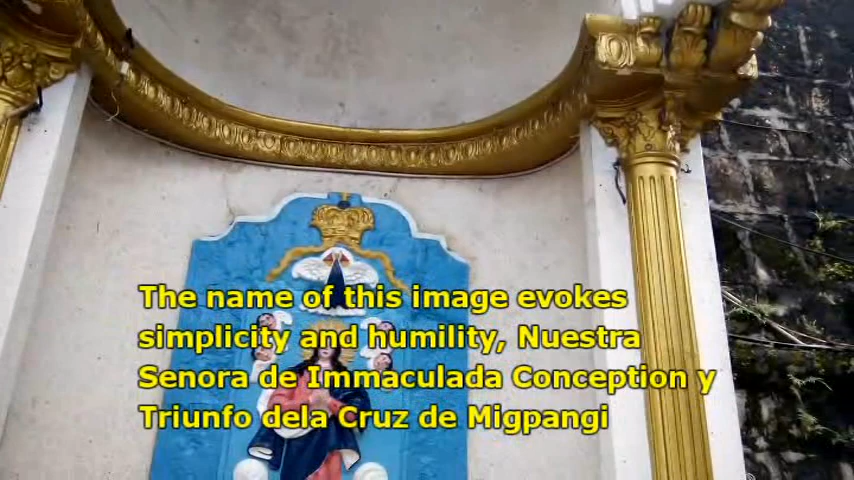 The name of this image evokes
simplicity and humility, Nuestra
Senora de Immaculada Conception y
Triunfo dela Cruz de Migpangi